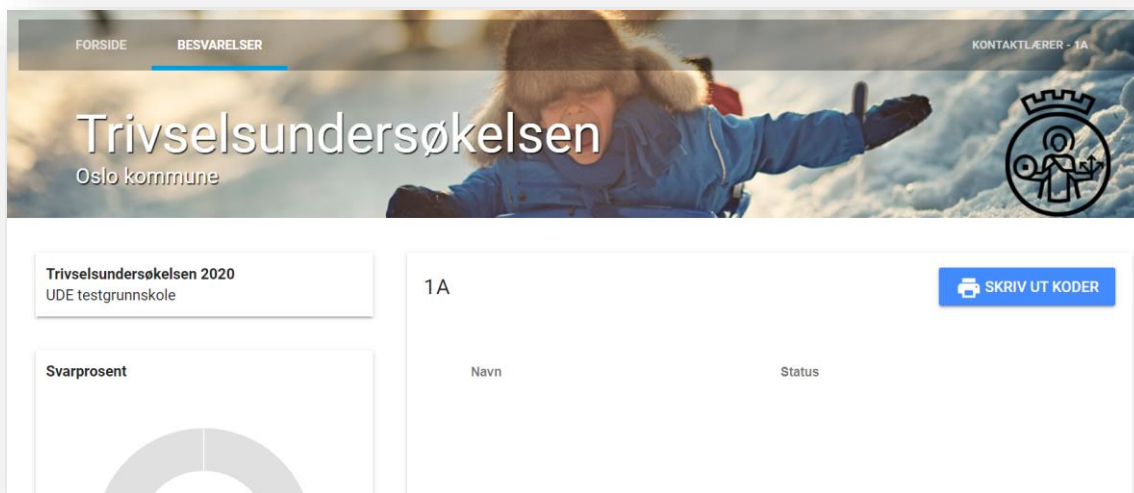 FORSIDE BESVARELSER KONTAKTLÆRER - 1A
Trivselsundersøkelsen
Oslo kommune
Trivselsundersøkelsen 2020
UDE testgrunnskole
1A
SKRIV UT KODER
Svarprosent
Navn Status